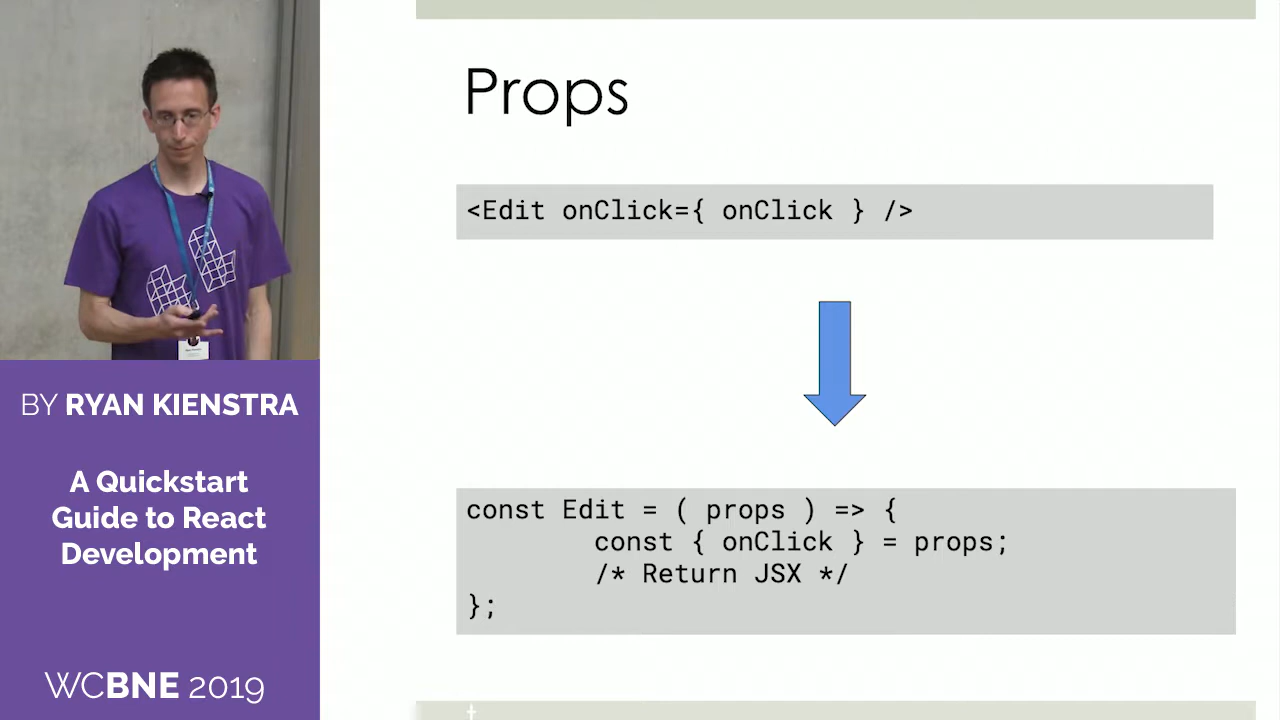 Props
<Edit onClick={ onClick } />
const Edit = ( props ) => {
        const { onClick } = props;
        /* Return JSX */
};
BY RYAN KIENSTRA
A Quickstart
Guide to React
Development
WCBNE 2019